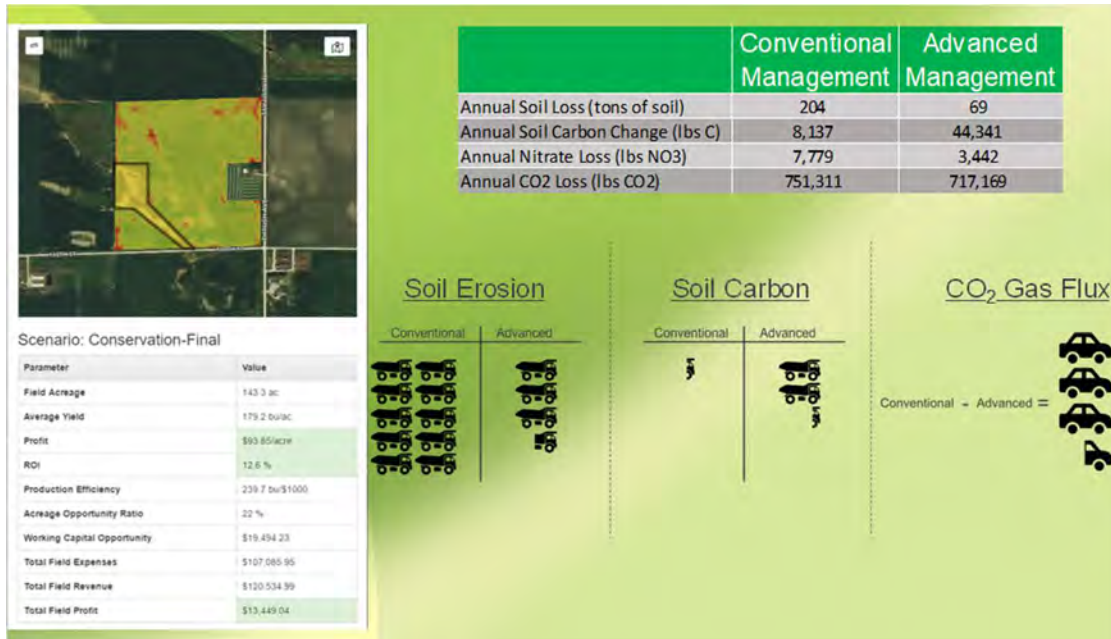 Conventional Management
Advanced Management
Annual Soil Loss (tons of soil) 204 69
Annual Soil Carbon Change (lbs C) 8,137 44,341
Annual Nitrate Loss (lbs NO3) 7,779 3,442
Annual CO2 Loss (lbs CO2) 751,311 717,169
Scenario: Conservation-Final
Parameter Value
Field Acreage 143.3 ac
Average Yield 179.2 bu/ac
Profit $93.85/acre
ROI 12.6 %
Production Efficiency 239.7 bu/$1000
Acreage Opportunity Ratio 22 %
Working Capital Opportunity $19,494.23
Total Field Expenses $107,085.95
Total Field Revenue $120,534.99
Total Field Profit $13,449.04
Soil Erosion
Conventional Advanced
Soil Carbon
Conventional Advanced
CO₂ Gas Flux
Conventional - Advanced =